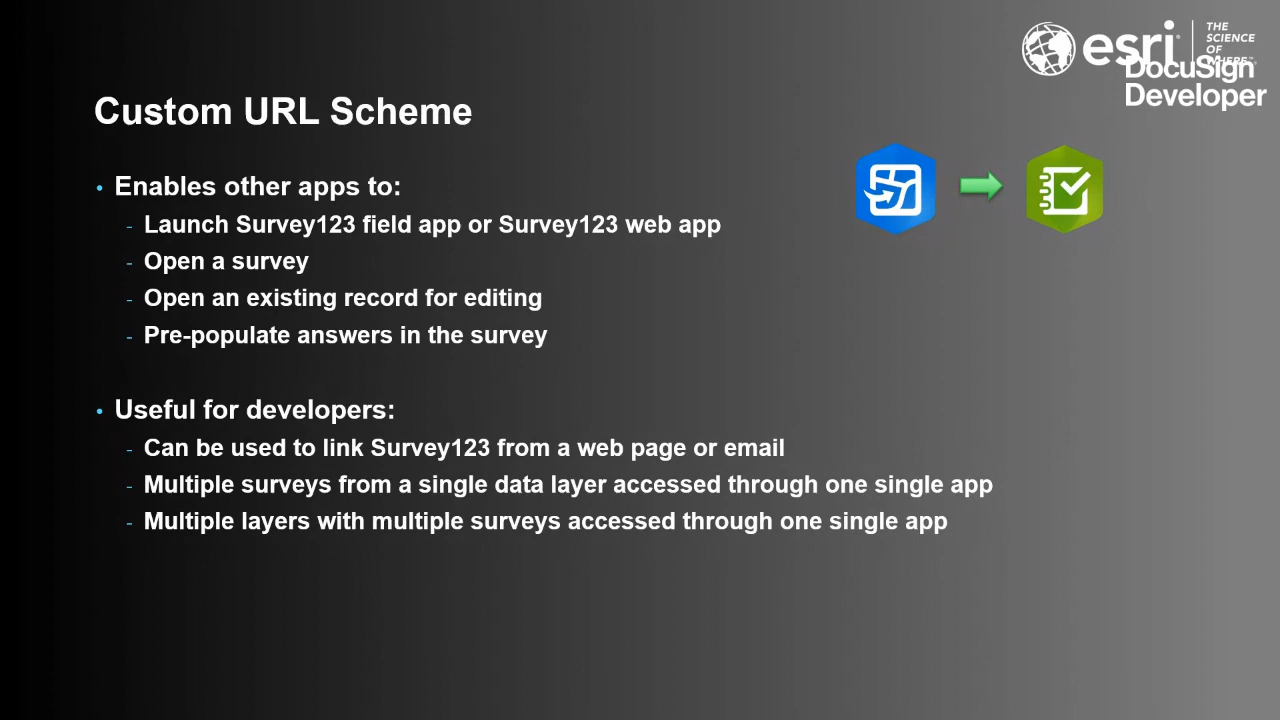 esri
THE
SCIENCE
OF
WHERE
DocuSign
Developer
Custom URL Scheme
• Enables other apps to:
- Launch Survey123 field app or Survey123 web app
- Open a survey
- Open an existing record for editing
- Pre-populate answers in the survey
• Useful for developers:
- Can be used to link Survey123 from a web page or email
- Multiple surveys from a single data layer accessed through one single app
- Multiple layers with multiple surveys accessed through one single app